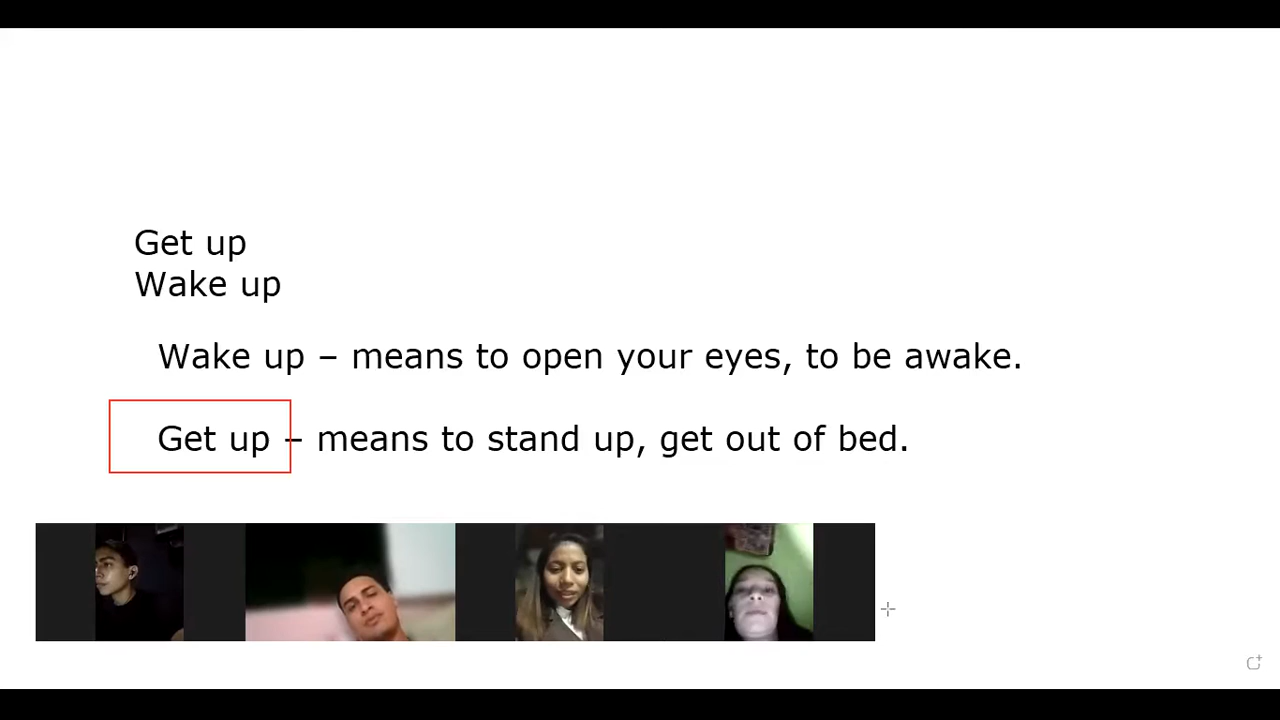 Get up
Wake up
Wake up – means to open your eyes, to be awake.
Get up – means to stand up, get out of bed.